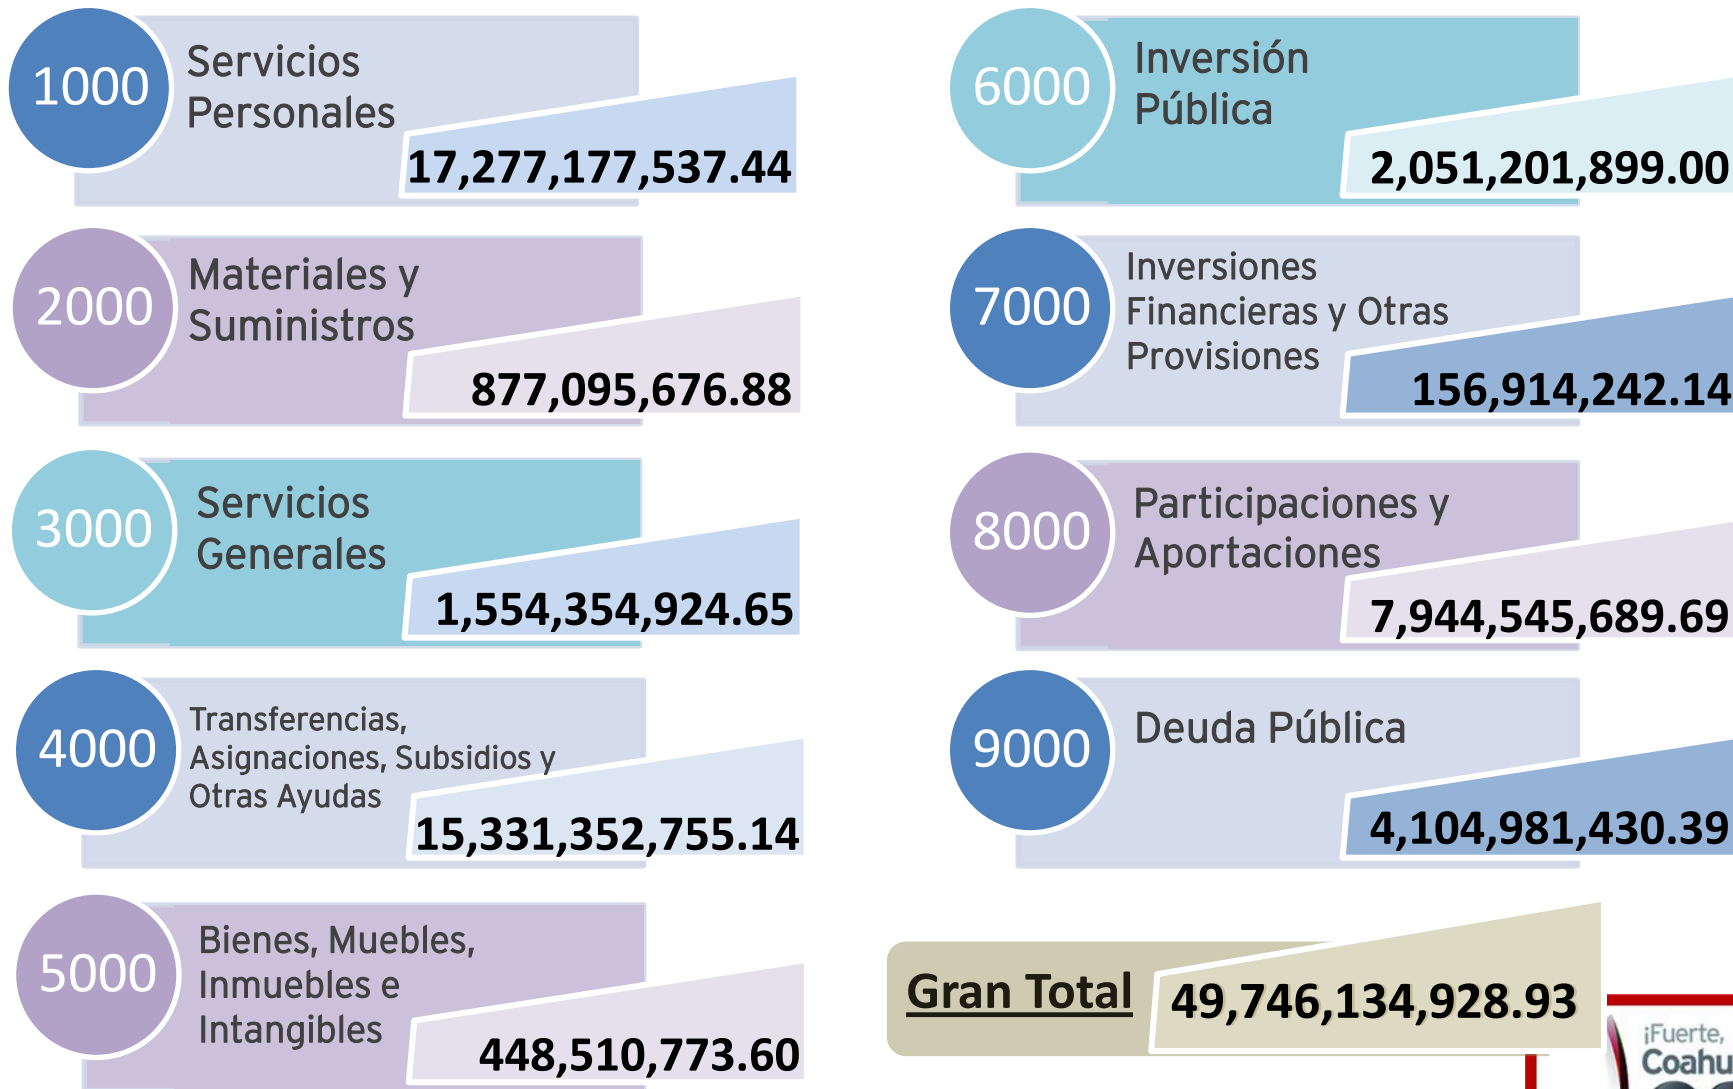 1000
Servicios
Personales
17,277,177,537.44
2000
Materiales y
Suministros
877,095,676.88
3000
Servicios
Generales
1,554,354,924.65
4000
Transferencias,
Asignaciones, Subsidios y
Otras Ayudas
15,331,352,755.14
5000
Bienes, Muebles,
Inmuebles e
Intangibles
448,510,773.60
6000
Inversión
Pública
2,051,201,899.00
7000
Inversiones
Financieras y Otras
Provisiones
156,914,242.14
8000
Participaciones y
Aportaciones
7,944,545,689.69
9000
Deuda Pública
4,104,981,430.39
Gran Total
49,746,134,928.93
¡Fuerte,
Coahu